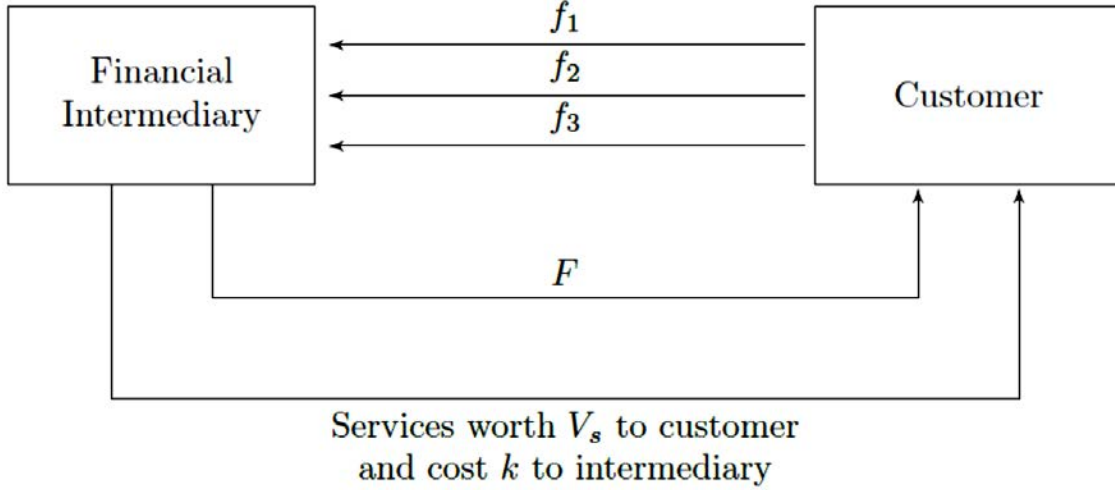 f₁
Financial
Intermediary
f₂
Customer
f₃
F
Services worth Vₛ to customer
and cost k to intermediary